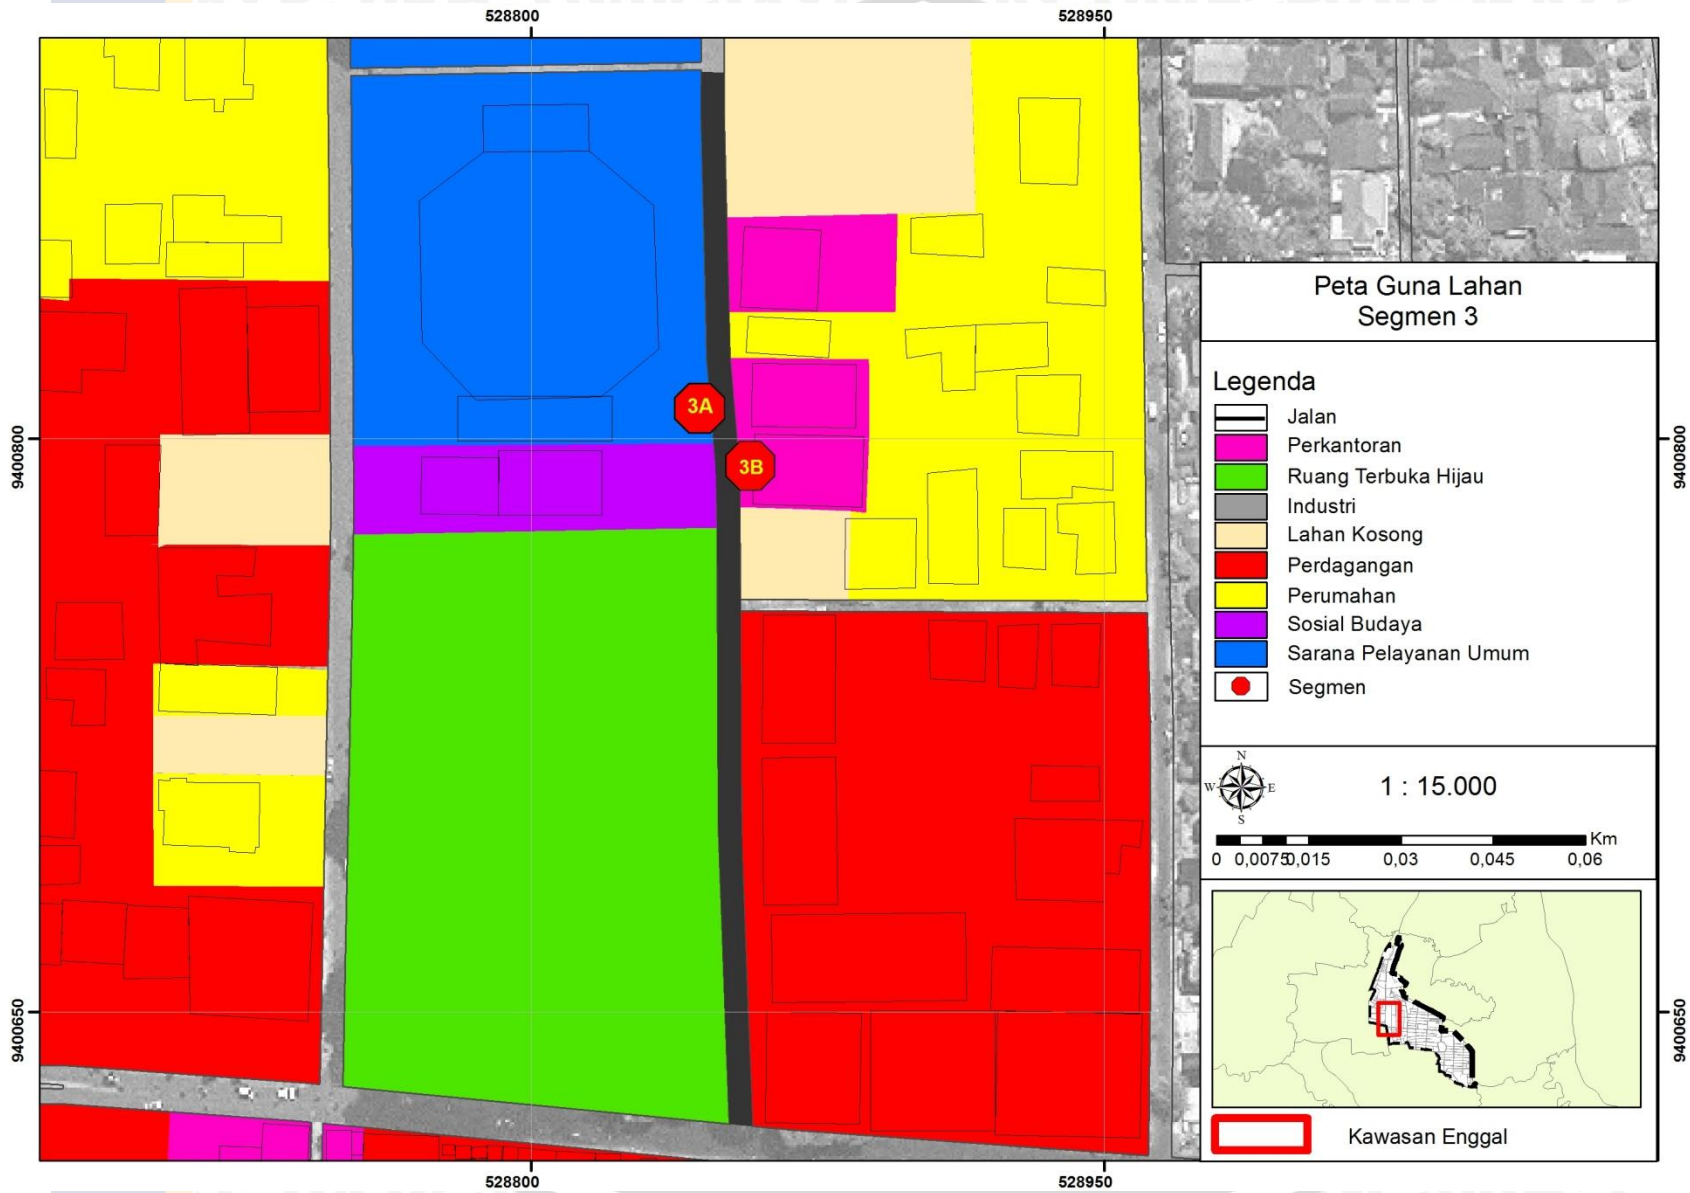 528800
528950
9400800
9400800
3A
3B
9400650
9400650
528800
528950
Peta Guna Lahan
Segmen 3
Legenda
Jalan
Perkantoran
Ruang Terbuka Hijau
Industri
Lahan Kosong
Perdagangan
Perumahan
Sosial Budaya
Sarana Pelayanan Umum
Segmen
N
W
E
S
1 : 15.000
Km
0 0,0075 0,015 0,03 0,045 0,06
Kawasan Enggal